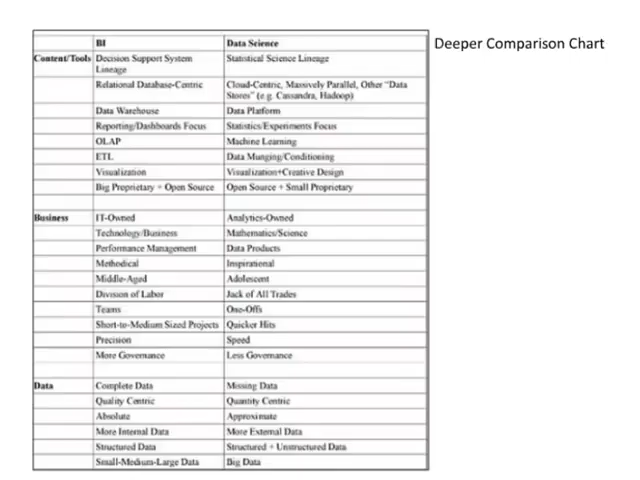 Deeper Comparison Chart
BI Data Science
Content/Tools Decision Support System Lineage Statistical Science Lineage
Relational Database-Centric Cloud-Centric, Massively Parallel, Other "Data Stores" (e.g. Cassandra, Hadoop)
Data Warehouse Data Platform
Reporting/Dashboards Focus Statistics/Experiments Focus
OLAP Machine Learning
ETL Data Munging/Conditioning
Visualization Visualization+Creative Design
Big Proprietary + Open Source Open Source + Small Proprietary
Business IT-Owned Analytics-Owned
Technology/Business Mathematics/Science
Performance Management Data Products
Methodical Inspirational
Middle-Aged Adolescent
Division of Labor Jack of All Trades
Teams One-Offs
Short-to-Medium Sized Projects Quicker Hits
Precision Speed
More Governance Less Governance
Data Complete Data Missing Data
Quality Centric Quantity Centric
Absolute Approximate
More Internal Data More External Data
Structured Data Structured + Unstructured Data
Small-Medium-Large Data Big Data